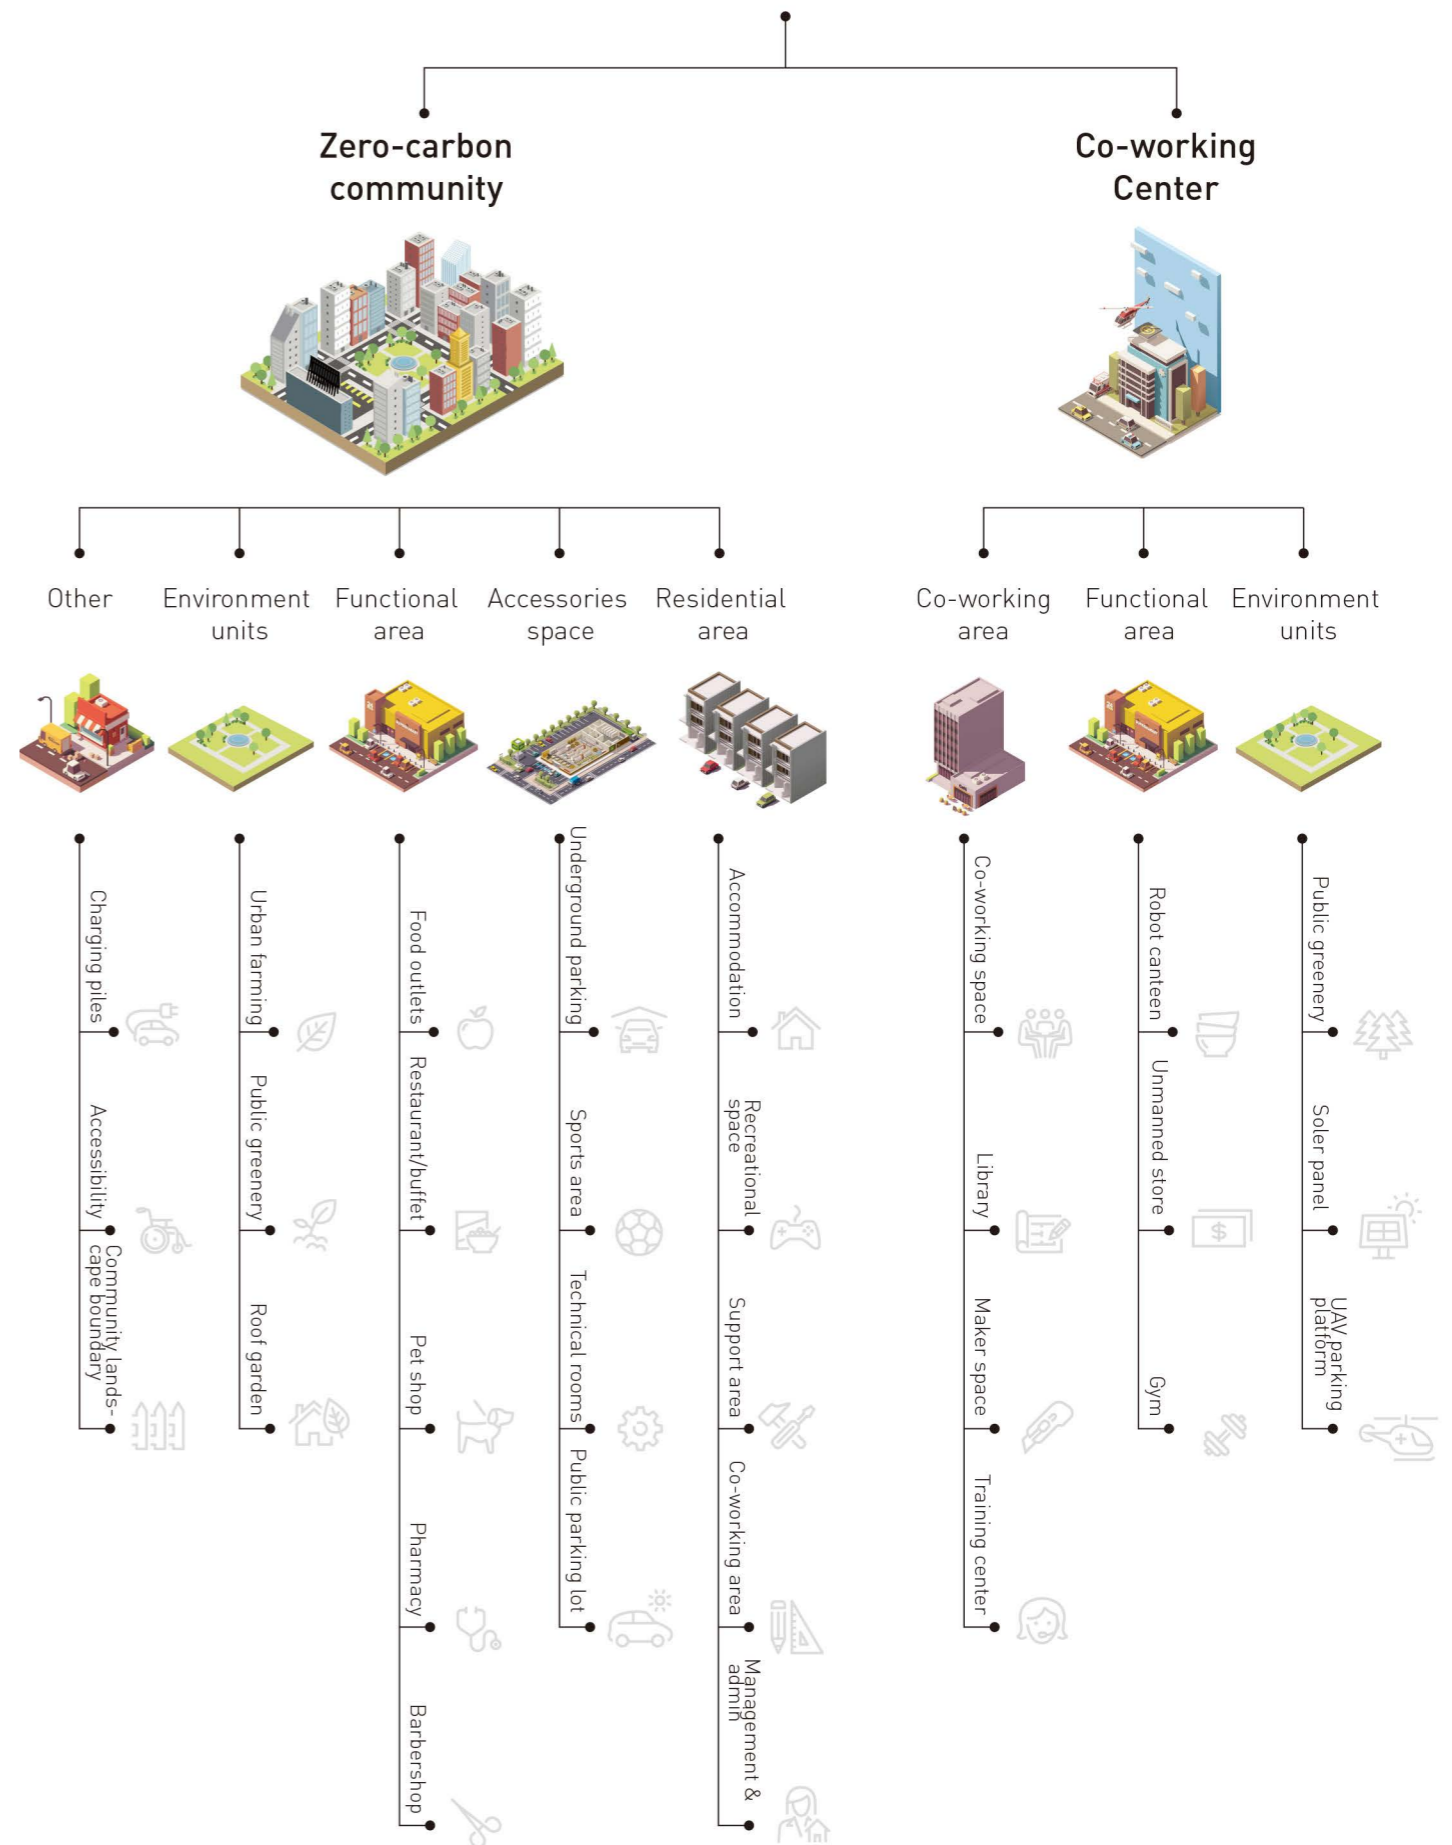 Zero-carbon
community
Co-working
Center
Other
Environment
units
Functional
area
Accessories
space
Residential
area
Co-working
area
Functional
area
Environment
units
Charging piles
Accessibility
Community lands-
cape boundary
Urban farming
Public greenery
Roof garden
Food outlets
Restaurant/buffet
Pet shop
Pharmacy
Barbershop
Underground parking
Sports area
Technical rooms
Public parking lot
Accommodation
Recreational
space
Support area
Co-working area
Management &
admin
Co-working space
Library
Maker space
Training center
Robot canteen
Unmanned store
$
Gym
Public greenery
Soler panel
UAV parking
platform